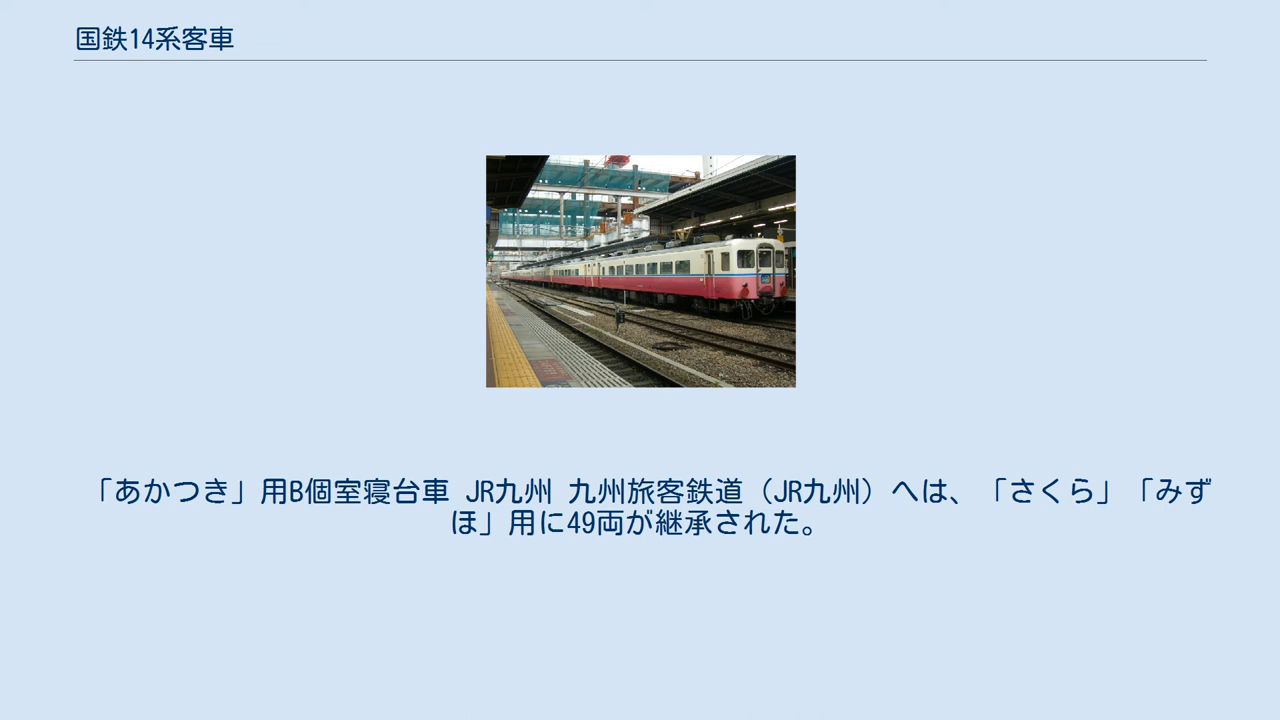 国鉄14系客車
「あかつき」用B個室寝台車 JR九州 九州旅客鉄道（JR九州）へは、「さくら」「みず
ほ」用に49両が継承された。